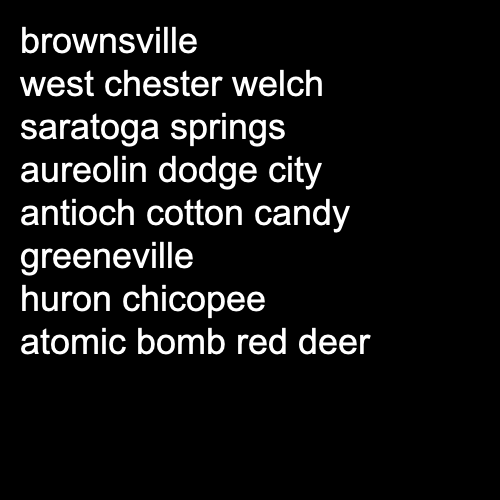 brownsville
west chester welch
saratoga springs
aureolin dodge city
antioch cotton candy
greeneville
huron chicopee
atomic bomb red deer